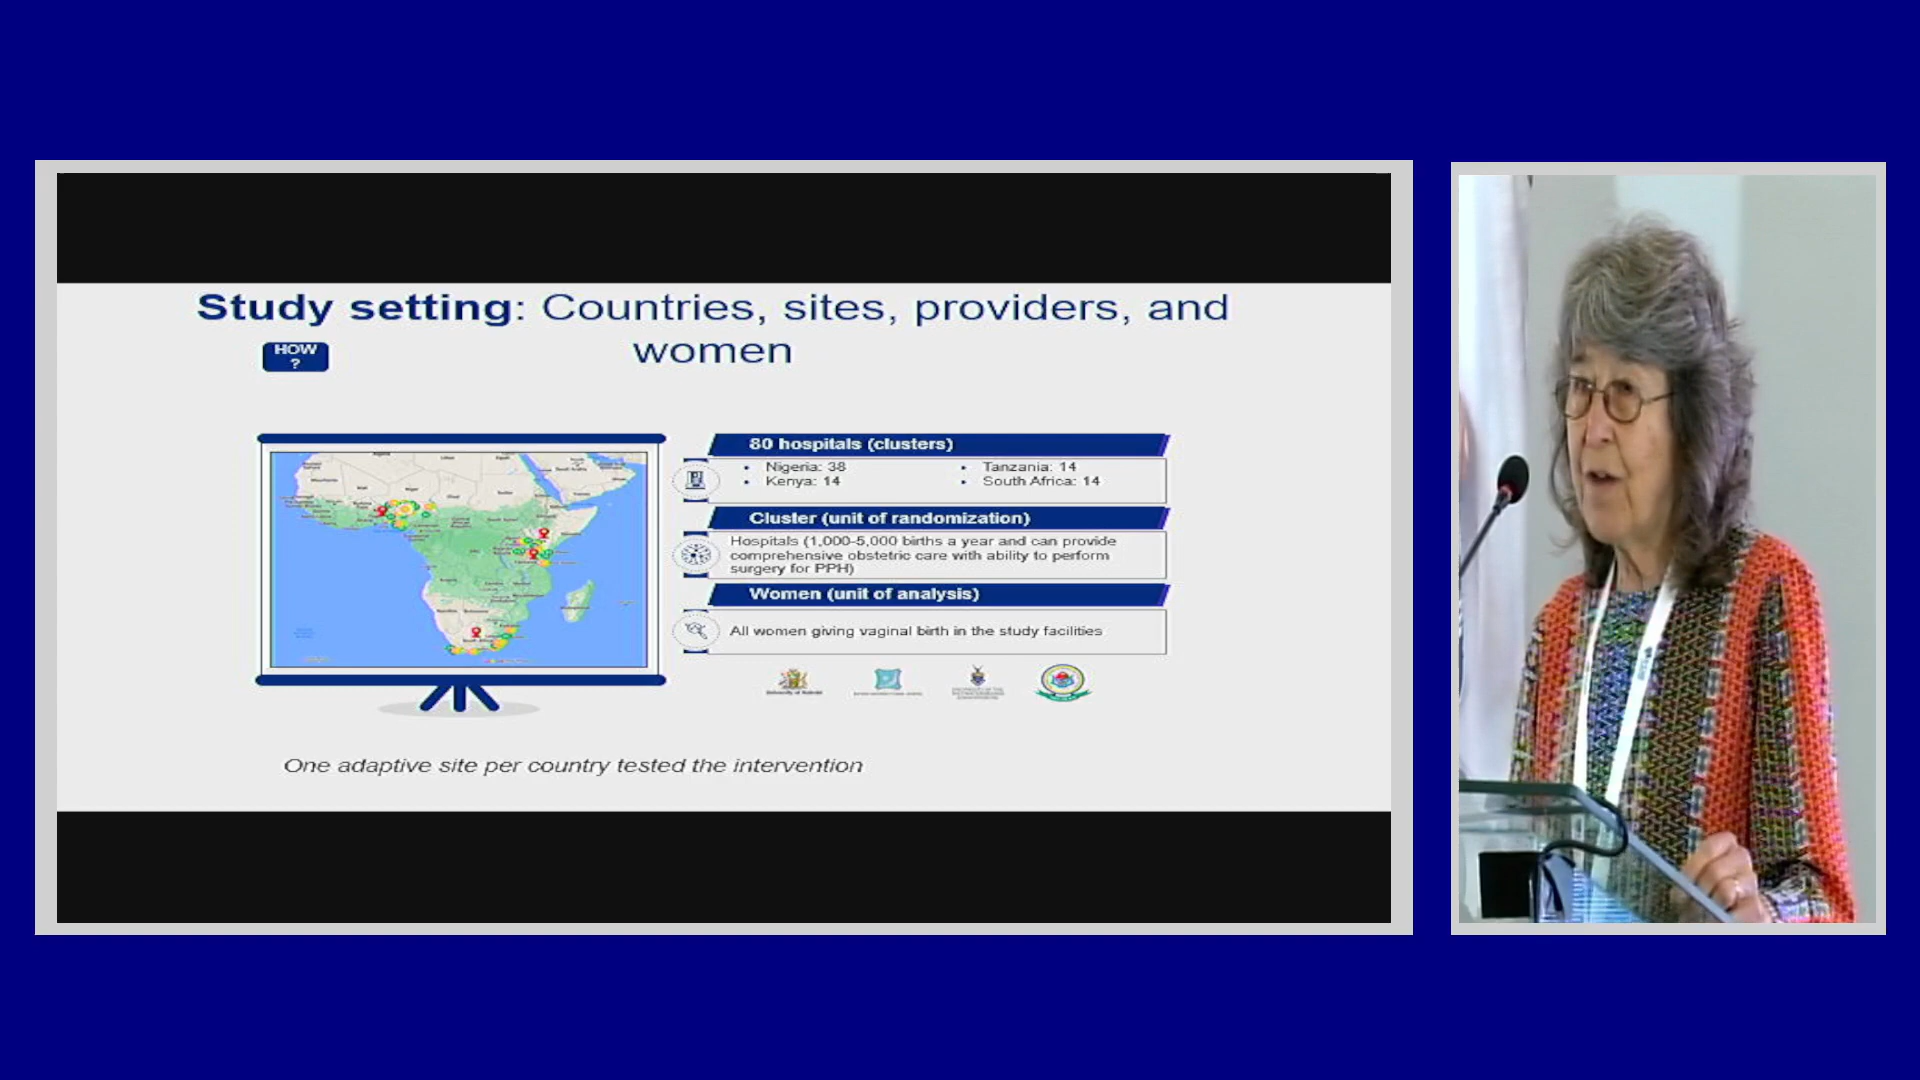 Study setting: Countries, sites, providers, and
women
HOW
?
80 hospitals (clusters)
• Nigeria: 38
• Kenya: 14
• Tanzania: 14
• South Africa: 14
Cluster (unit of randomization)
Hospitals (1,000-5,000 births a year and can provide
comprehensive obstetric care with ability to perform
surgery for PPH)
Women (unit of analysis)
All women giving vaginal birth in the study facilities
University of Nairobi
One adaptive site per country tested the intervention